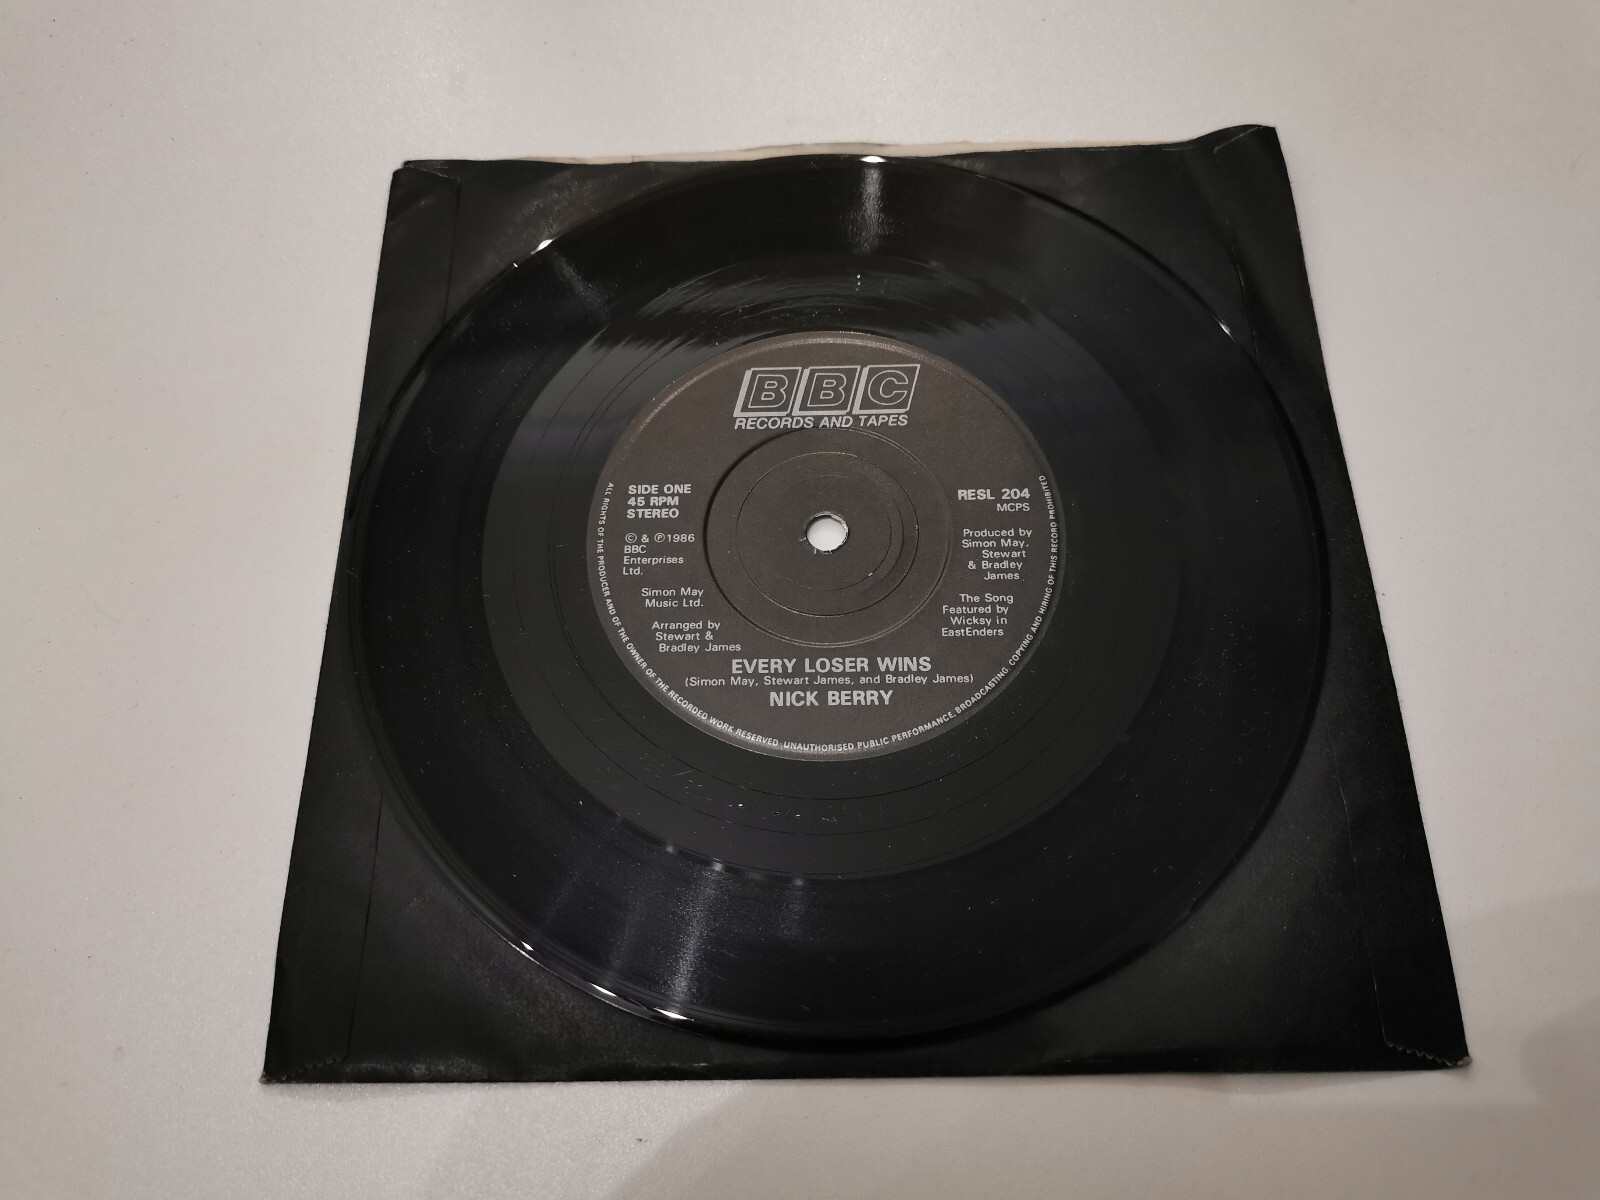 BBC
RECORDS AND TAPES
SIDE ONE
45 RPM
STEREO
© & ℗ 1986
BBC
Enterprises
Ltd.
Simon May
Music Ltd.
Arranged by
Stewart &
Bradley James
RESL 204
MCPS
Produced by
Simon May,
Stewart
& Bradley
James
The Song
Featured by
Wicksy in
EastEnders
EVERY LOSER WINS
(Simon May, Stewart James, and Bradley James)
NICK BERRY
ALL RIGHTS OF THE PRODUCER AND OF THE OWNER OF THE RECORDED WORK RESERVED · UNAUTHORISED PUBLIC PERFORMANCE, BROADCASTING, COPYING AND HIRING OF THIS RECORD PROHIBITED